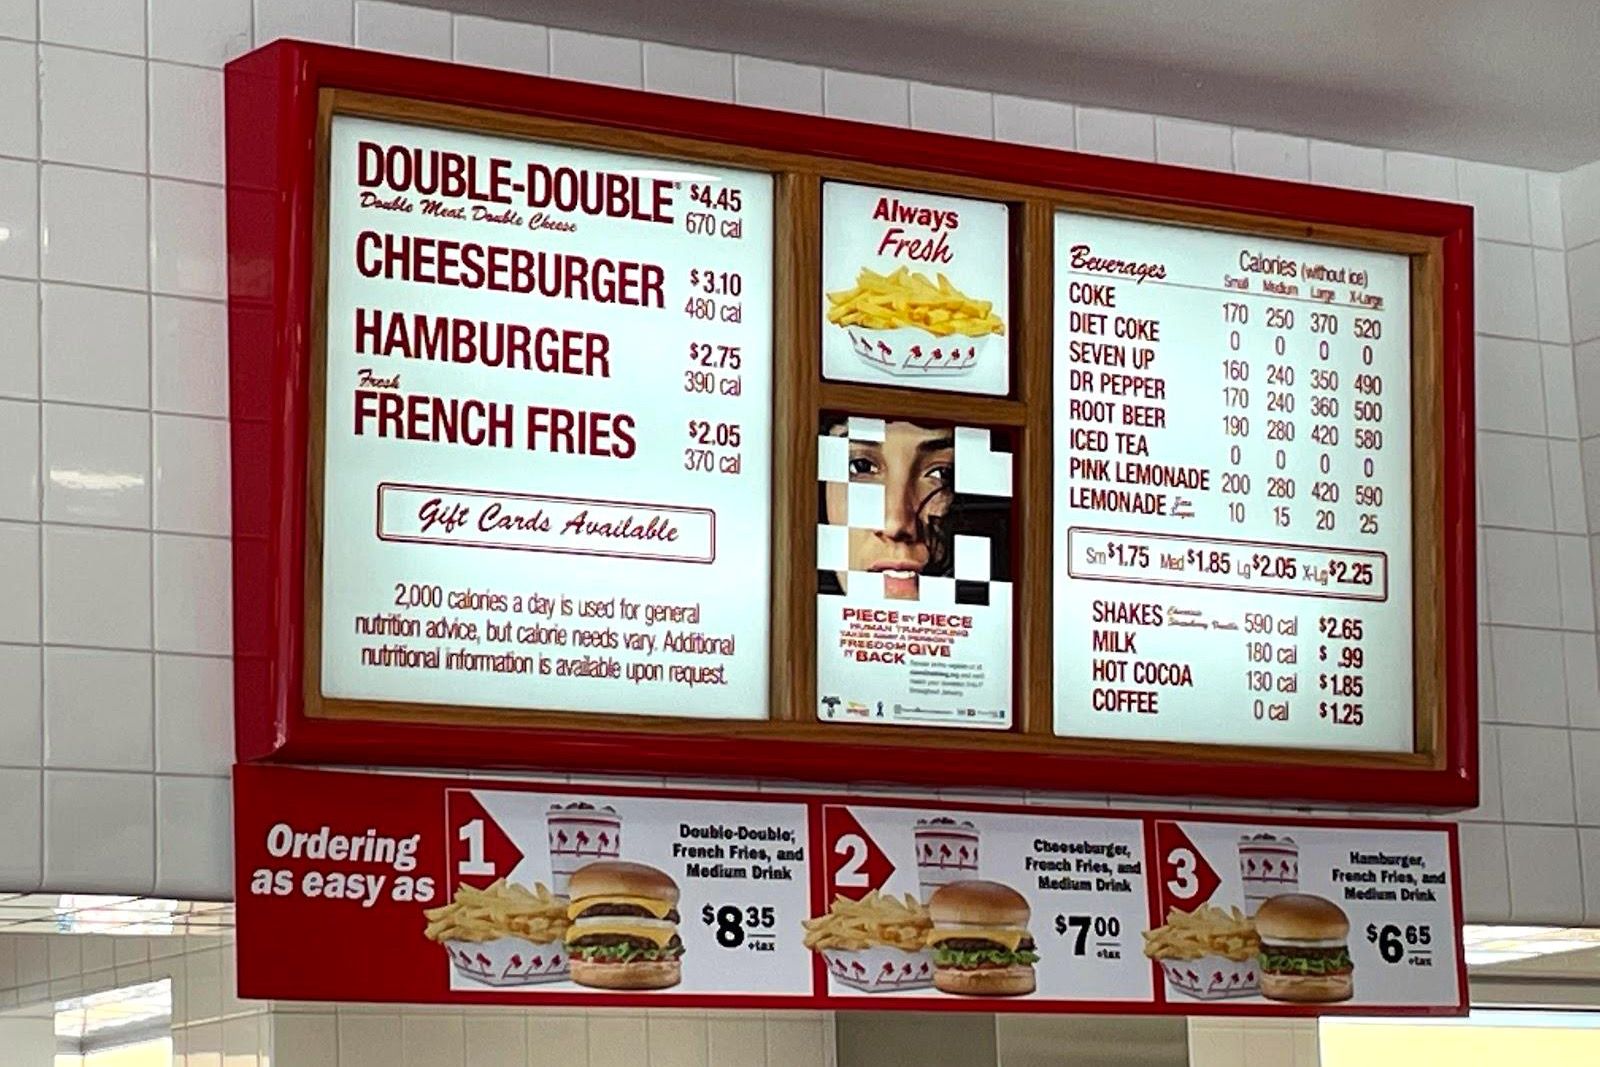 DOUBLE-DOUBLE® $4.45
Double Meat, Double Cheese 670 cal
CHEESEBURGER $3.10
480 cal
HAMBURGER $2.75
390 cal
Fresh
FRENCH FRIES $2.05
370 cal
Gift Cards Available
2,000 calories a day is used for general
nutrition advice, but calorie needs vary. Additional
nutritional information is available upon request.
Always
Fresh
PIECE BY PIECE
HUMAN TRAFFICKING
TAKES AWAY A PERSON'S
FREEDOM GIVE
IT BACK
Beverages Calories (without ice)
Small Medium Large X-Large
COKE 170 250 370 520
DIET COKE 0 0 0 0
SEVEN UP 160 240 350 490
DR PEPPER 170 240 360 500
ROOT BEER 190 280 420 580
ICED TEA 0 0 0 0
PINK LEMONADE 200 280 420 590
LEMONADE 10 15 20 25
Sm $1.75 Med $1.85 Lg $2.05 X-Lg $2.25
SHAKES 590 cal $2.65
MILK 180 cal $ .99
HOT COCOA 130 cal $1.85
COFFEE 0 cal $1.25
Ordering
as easy as
1
Double-Double,
French Fries, and
Medium Drink
$8 35
+tax
2
Cheeseburger,
French Fries, and
Medium Drink
$7 00
+tax
3
Hamburger,
French Fries, and
Medium Drink
$6 65
+tax